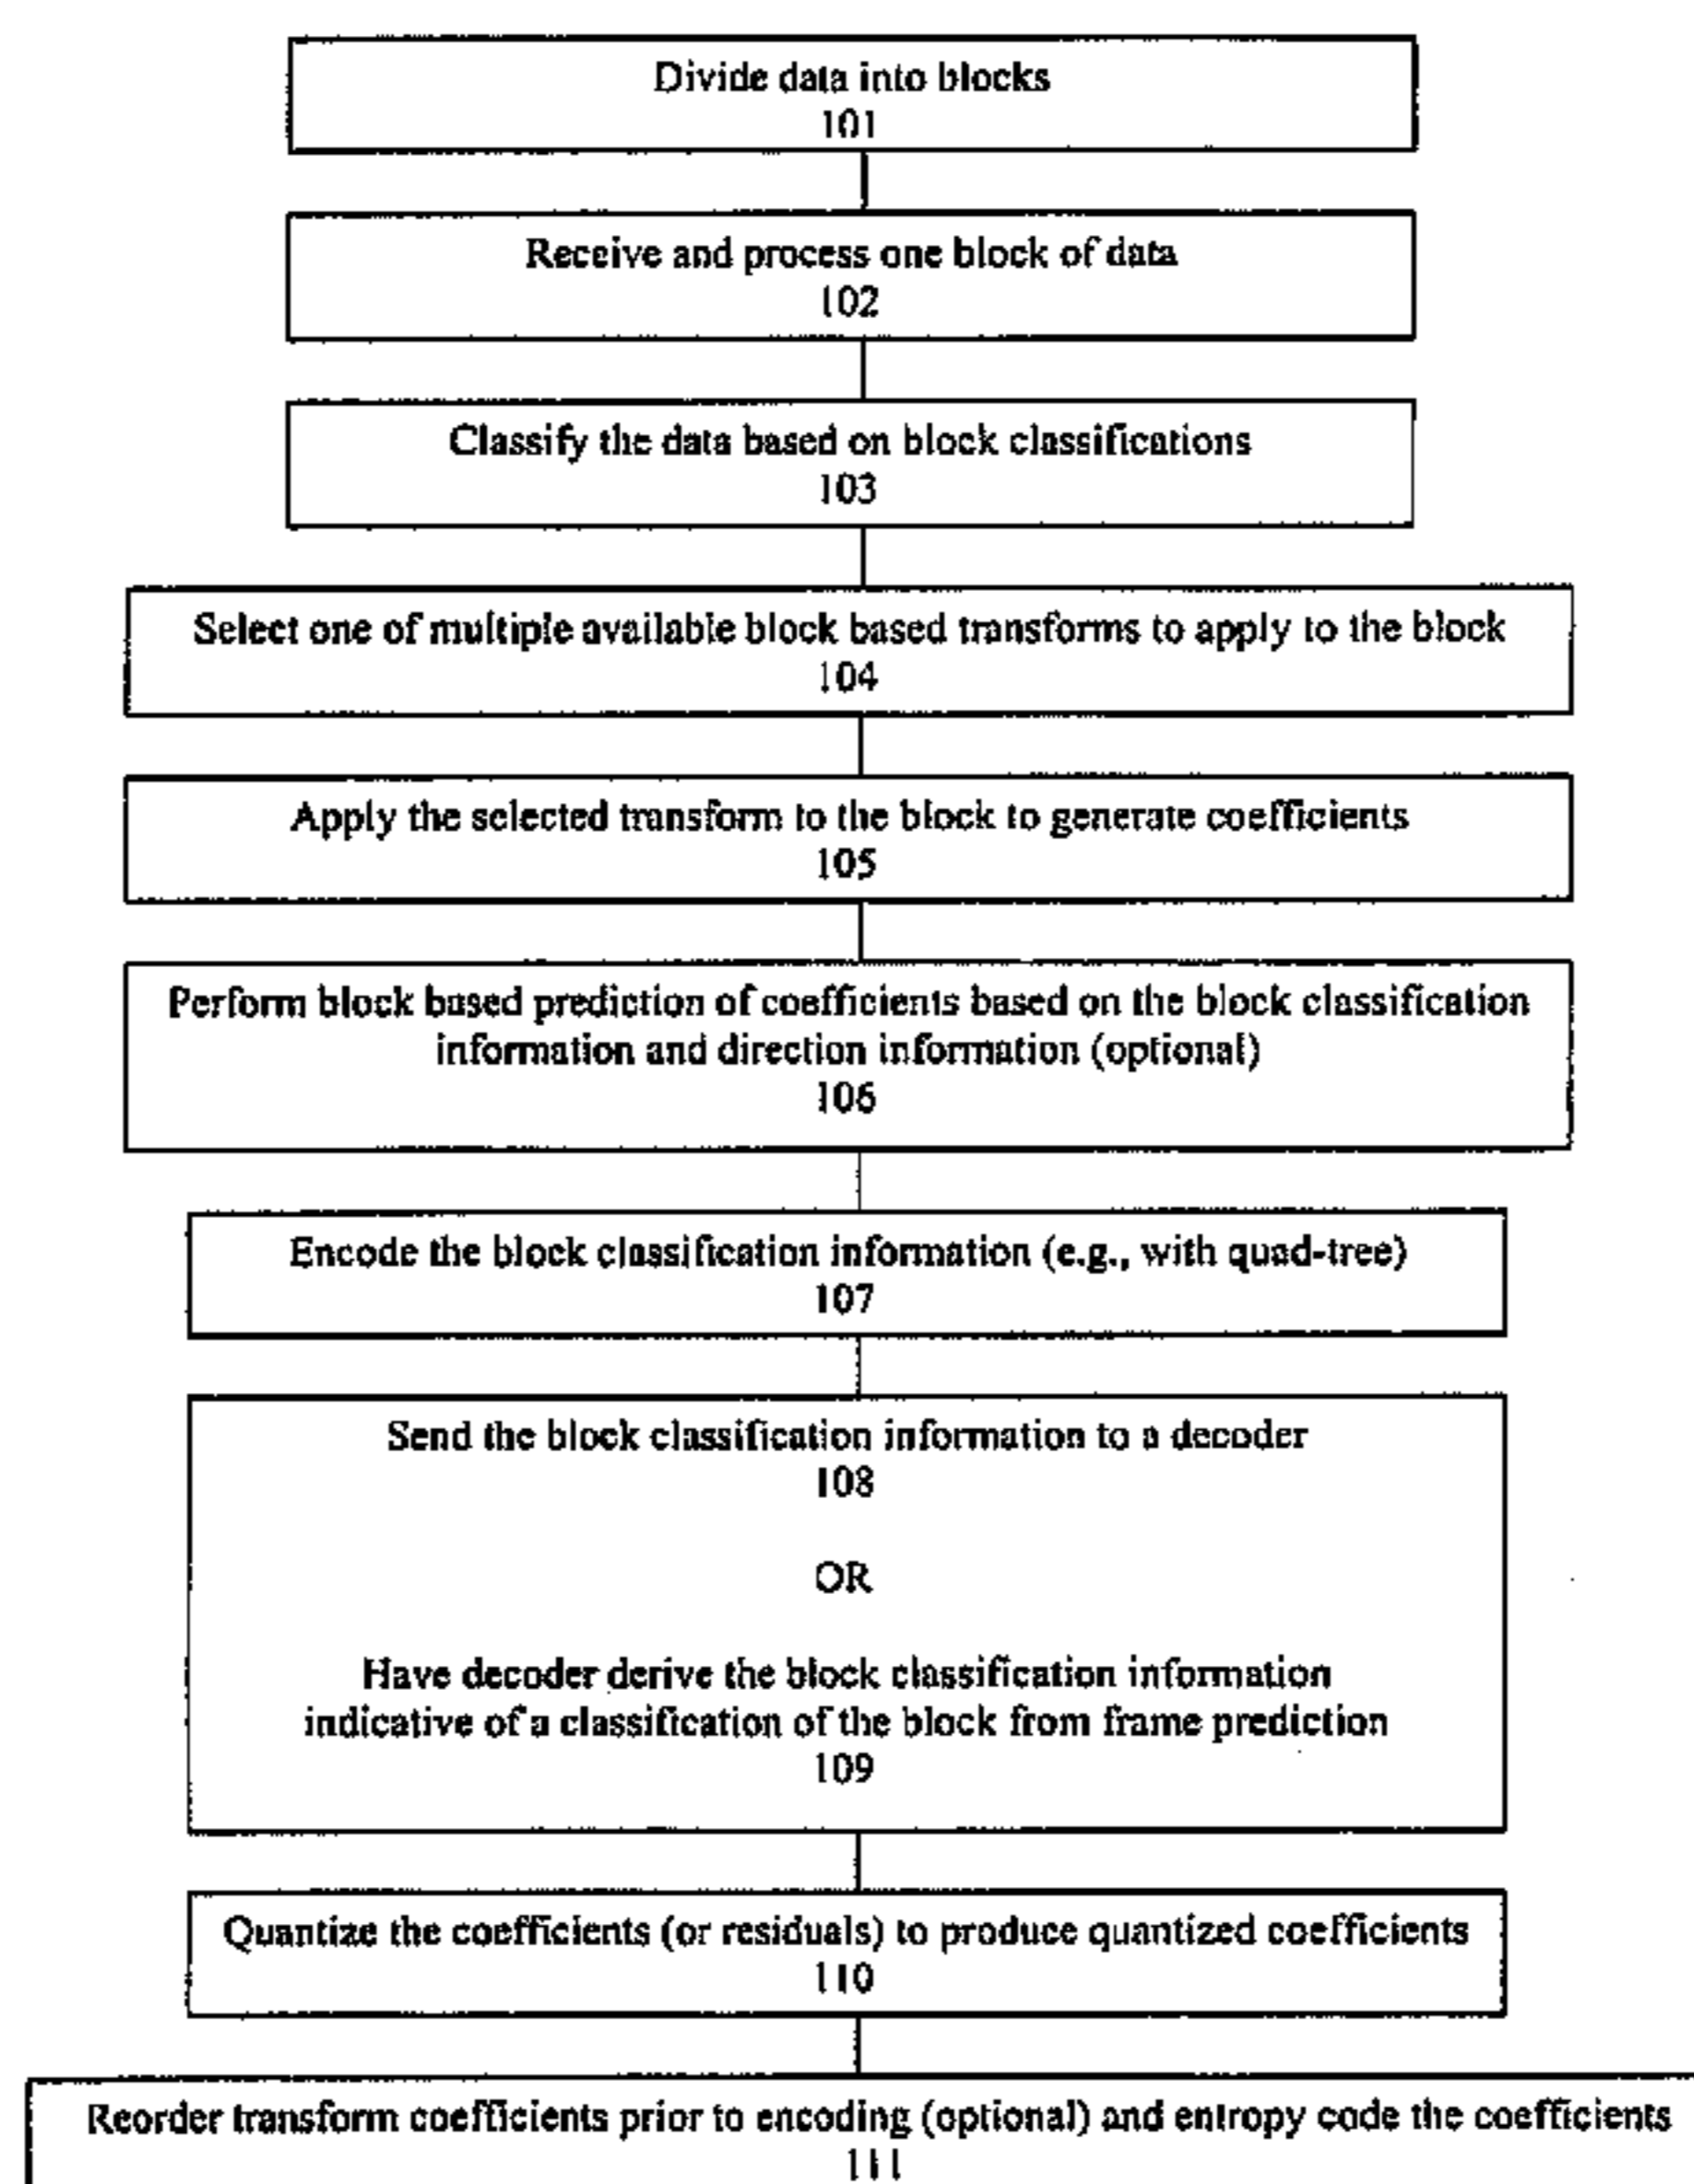 Divide data into blocks
101
Receive and process one block of data
102
Classify the data based on block classifications
103
Select one of multiple available block based transforms to apply to the block
104
Apply the selected transform to the block to generate coefficients
105
Perform block based prediction of coefficients based on the block classification
information and direction information (optional)
106
Encode the block classification information (e.g., with quad-tree)
107
Send the block classification information to a decoder
108
OR
Have decoder derive the block classification information
indicative of a classification of the block from frame prediction
109
Quantize the coefficients (or residuals) to produce quantized coefficients
110
Reorder transform coefficients prior to encoding (optional) and entropy code the coefficients
111